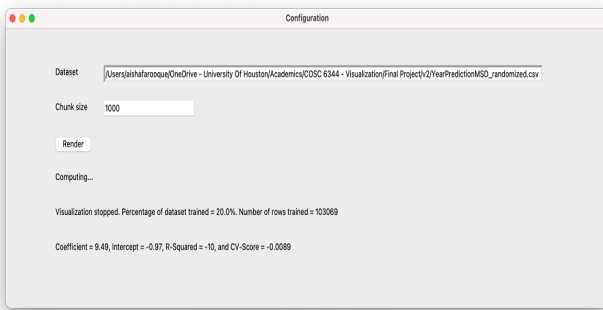 Configuration
Dataset /Users/aishafarooque/OneDrive - University Of Houston/Academics/COSC 6344 - Visualization/Final Project/v2/YearPredictionMSD_randomized.csv
Chunk size 1000
Render
Computing...
Visualization stopped. Percentage of dataset trained = 20.0%. Number of rows trained = 103069
Coefficient = 9.49, Intercept = -0.97, R-Squared = -10, and CV-Score = -0.0089